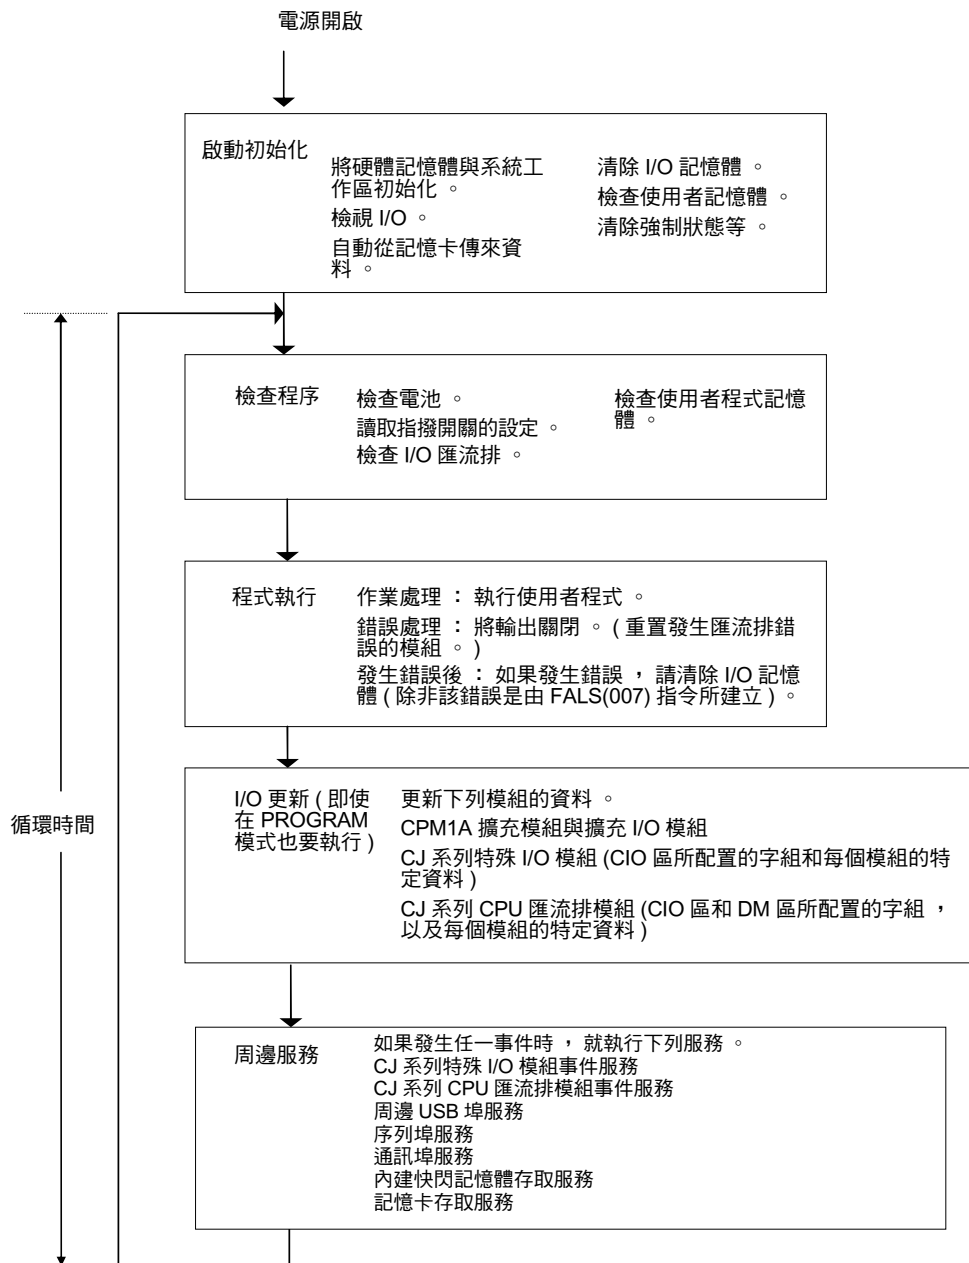 電源開啟
啟動初始化
將硬體記憶體與系統工
作區初始化 。
檢視 I/O 。
自動從記憶卡傳來資
料 。
清除 I/O 記憶體 。
檢查使用者記憶體 。
清除強制狀態等 。
檢查程序
檢查電池 。
讀取指撥開關的設定 。
檢查 I/O 匯流排 。
檢查使用者程式記憶
體 。
程式執行
作業處理 : 執行使用者程式 。
錯誤處理 : 將輸出關閉 。 ( 重置發生匯流排錯
誤的模組 。 )
發生錯誤後 : 如果發生錯誤 , 請清除 I/O 記憶
體 ( 除非該錯誤是由 FALS(007) 指令所建立 ) 。
循環時間
I/O 更新 ( 即使
在 PROGRAM
模式也要執行 )
更新下列模組的資料 。
CPM1A 擴充模組與擴充 I/O 模組
CJ 系列特殊 I/O 模組 (CIO 區所配置的字組和每個模組的特
定資料 )
CJ 系列 CPU 匯流排模組 (CIO 區和 DM 區所配置的字組 ,
以及每個模組的特定資料 )
周邊服務
如果發生任一事件時 , 就執行下列服務 。
CJ 系列特殊 I/O 模組事件服務
CJ 系列 CPU 匯流排模組事件服務
周邊 USB 埠服務
序列埠服務
通訊埠服務
內建快閃記憶體存取服務
記憶卡存取服務